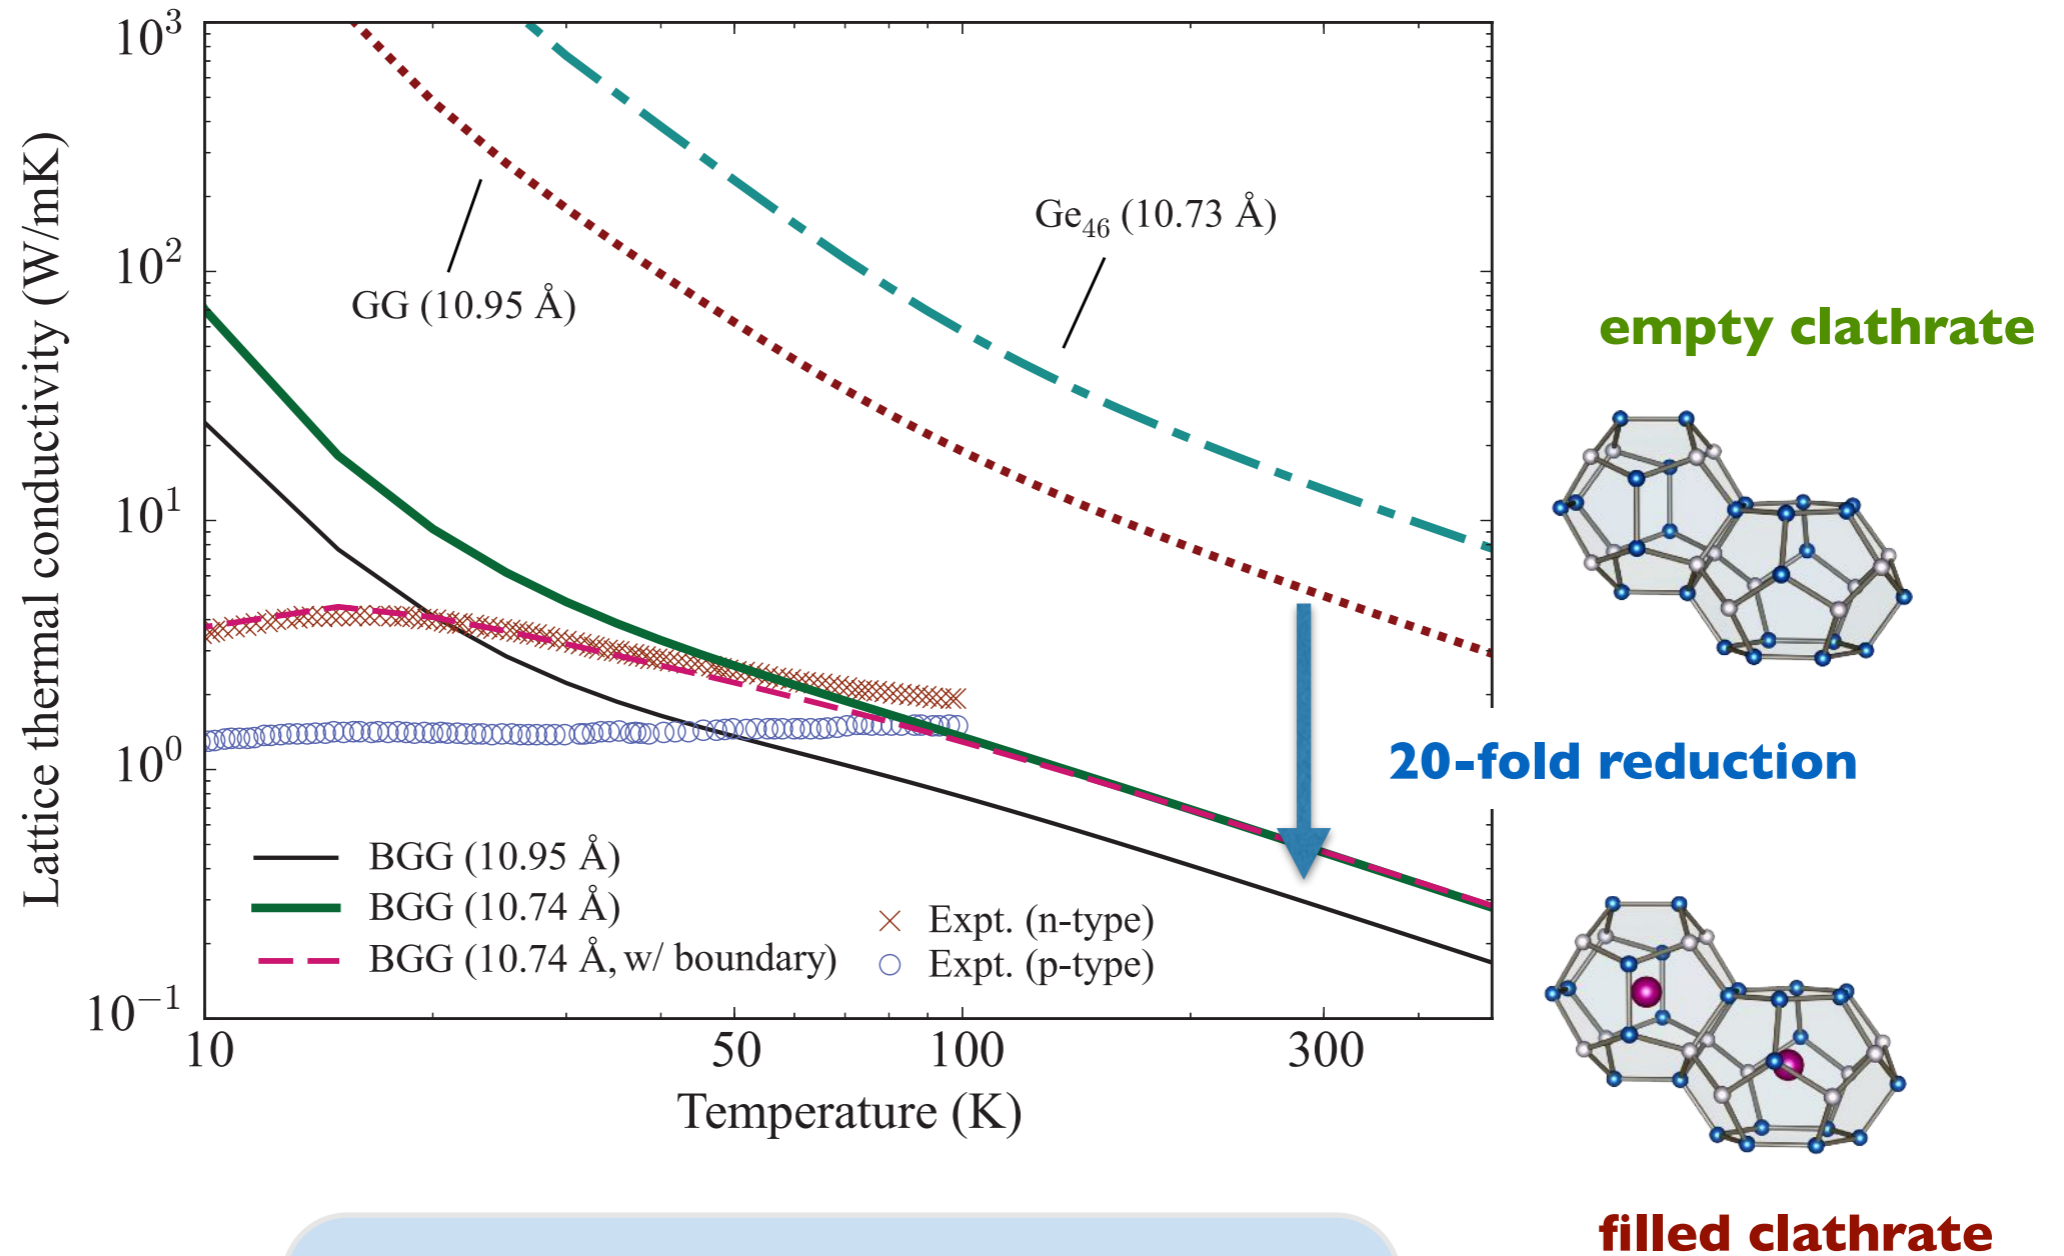 10³
10²
10¹
10⁰
10⁻¹
Lattice thermal conductivity (W/mK)
GG (10.95 Å)
Ge₄₆ (10.73 Å)
BGG (10.95 Å)
BGG (10.74 Å)
BGG (10.74 Å, w/ boundary)
Expt. (n-type)
Expt. (p-type)
10
50
100
300
Temperature (K)
empty clathrate
20-fold reduction
filled clathrate